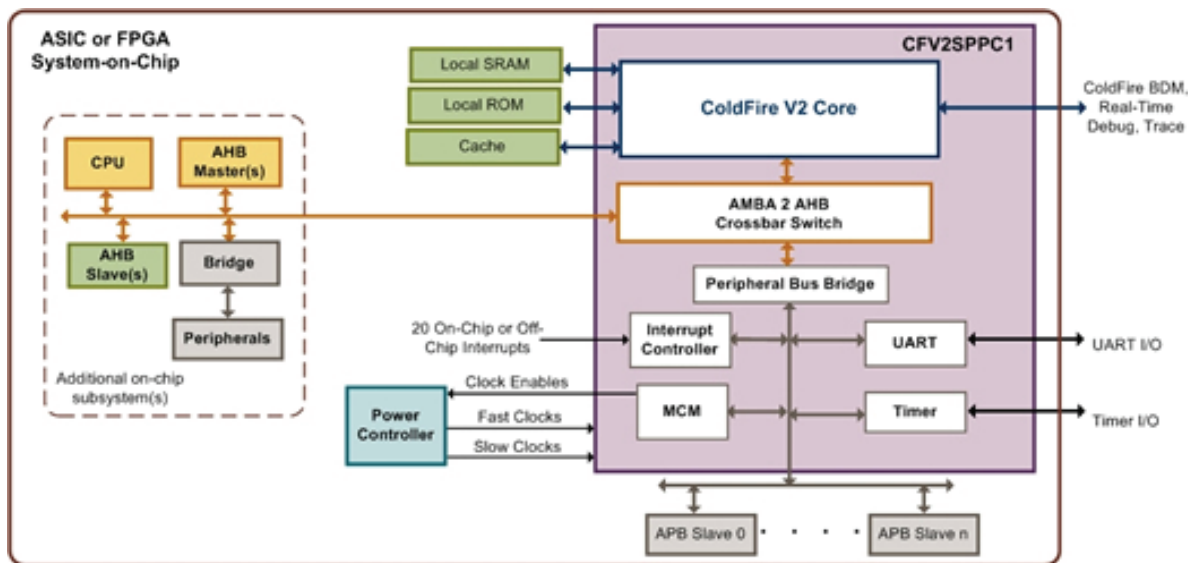 ASIC or FPGA
System-on-Chip
CFV2SPPC1
Local SRAM
Local ROM
Cache
ColdFire V2 Core
ColdFire BDM,
Real-Time
Debug, Trace
CPU
AHB
Master(s)
AHB
Slave(s)
Bridge
Peripherals
Additional on-chip
subsystem(s)
AMBA 2 AHB
Crossbar Switch
Peripheral Bus Bridge
20 On-Chip or Off-
Chip Interrupts
Interrupt
Controller
UART
UART I/O
Clock Enables
MCM
Timer
Timer I/O
Power
Controller
Fast Clocks
Slow Clocks
APB Slave 0
. . . .
APB Slave n